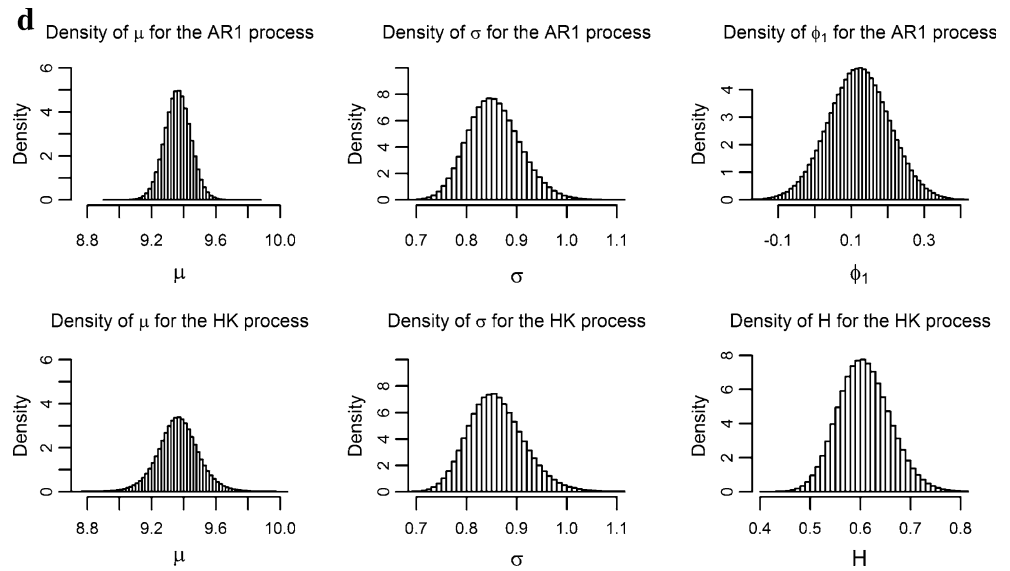 d
Density of μ for the AR1 process
Density of σ for the AR1 process
Density of ϕ1 for the AR1 process
Density
0
2
4
6
8.8
9.2
9.6
10.0
μ
Density
0
2
4
6
8
0.7
0.8
0.9
1.0
1.1
σ
Density
0
1
2
3
4
-0.1
0.1
0.3
ϕ1
Density of μ for the HK process
Density of σ for the HK process
Density of H for the HK process
Density
0
2
4
6
8.8
9.2
9.6
10.0
μ
Density
0
2
4
6
8
0.7
0.8
0.9
1.0
1.1
σ
Density
0
2
4
6
8
0.4
0.5
0.6
0.7
0.8
H